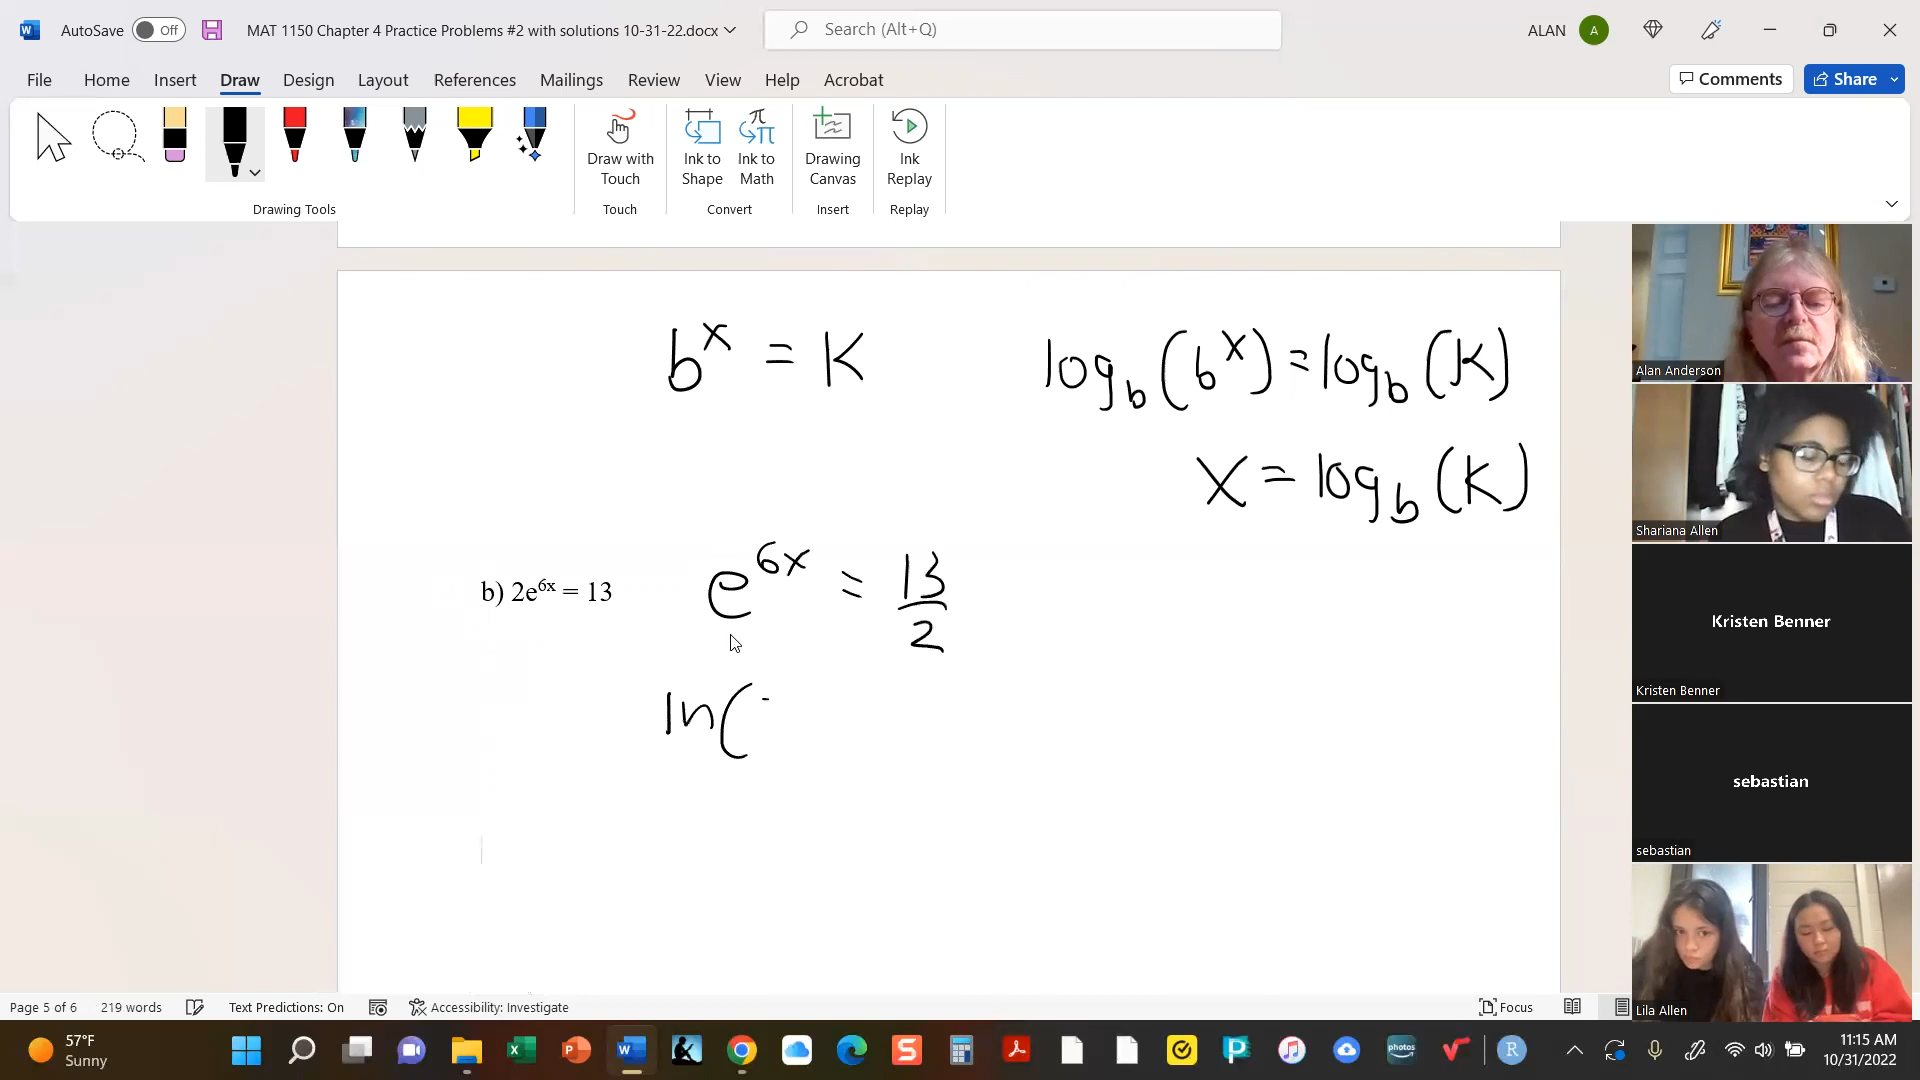 AutoSave Off MAT 1150 Chapter 4 Practice Problems #2 with solutions 10-31-22.docx Search (Alt+Q) ALAN A
File Home Insert Draw Design Layout References Mailings Review View Help Acrobat Comments Share
Draw with Touch
Ink to Shape
Ink to Math
Drawing Canvas
Ink Replay
Drawing Tools Touch Convert Insert Replay
b^x = K
log_b (b^x) = log_b (K)
x = log_b (K)
b) 2e^6x = 13
e^6x = 13/2
ln(
Alan Anderson
Shariana Allen
Kristen Benner
Kristen Benner
sebastian
sebastian
Lila Allen
Page 5 of 6 219 words Text Predictions: On Accessibility: Investigate Focus
57°F
Sunny
photos
R
11:15 AM
10/31/2022